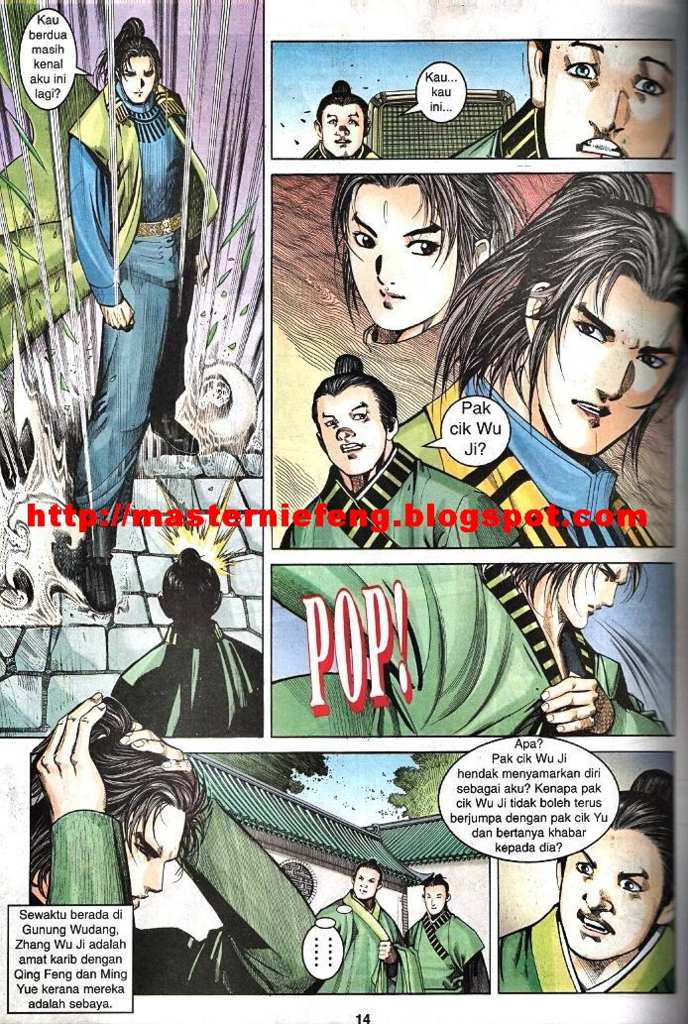 Kau
berdua
masih
kenal
aku ini
lagi?
Kau...
kau
ini...
Pak
cik Wu
Ji?
http://masterniefeng.blogspot.com
POP!
Apa?
Pak cik Wu Ji
hendak menyamarkan diri
sebagai aku? Kenapa pak
cik Wu Ji tidak boleh terus
berjumpa dengan pak cik Yu
dan bertanya khabar
kepada dia?
Sewaktu berada di
Gunung Wudang,
Zhang Wu Ji adalah
amat karib dengan
Qing Feng dan Ming
Yue kerana mereka
adalah sebaya.
14